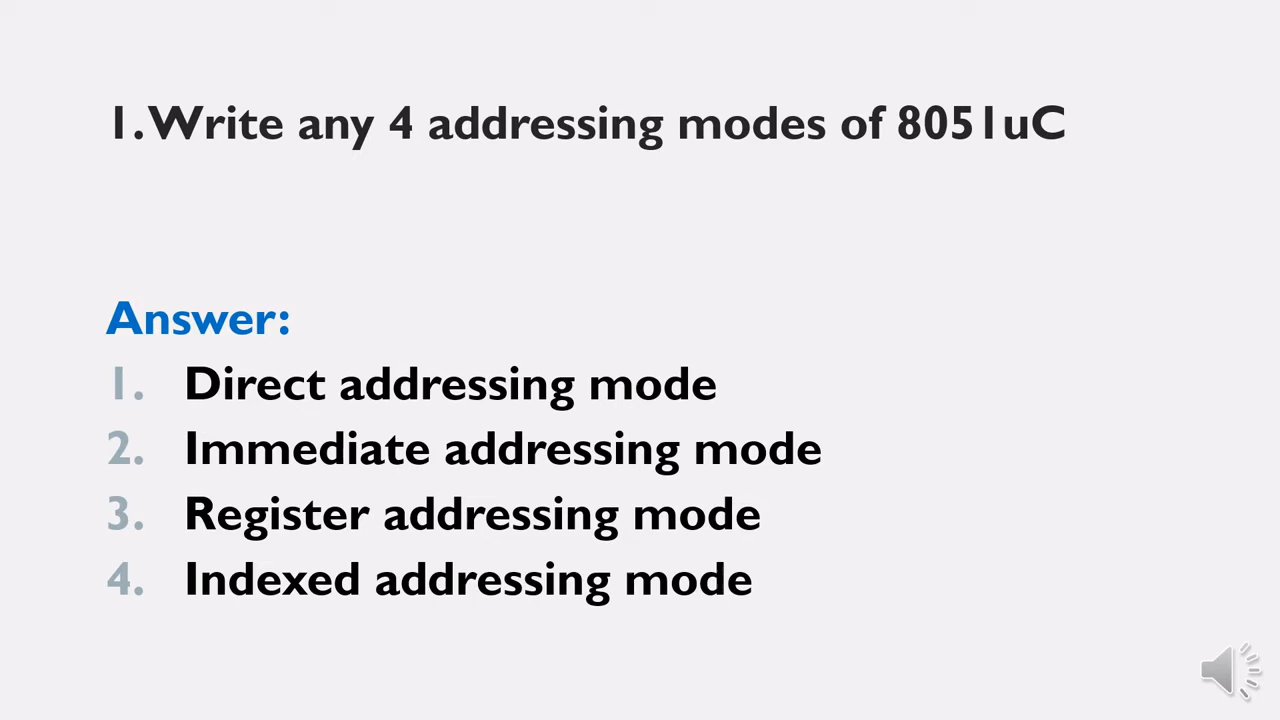 1. Write any 4 addressing modes of 8051uC
Answer:
1. Direct addressing mode
2. Immediate addressing mode
3. Register addressing mode
4. Indexed addressing mode